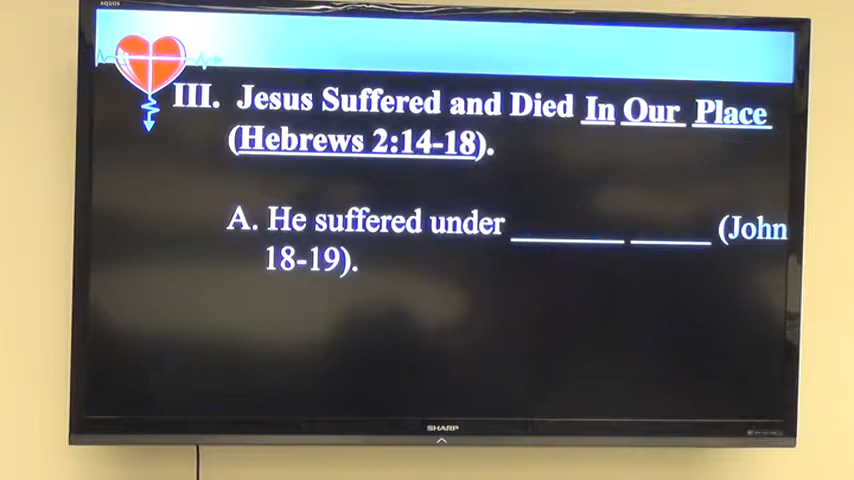 AQUOS
III. Jesus Suffered and Died In Our Place
(Hebrews 2:14-18).
A. He suffered under ________ ______ (John
18-19).
SHARP